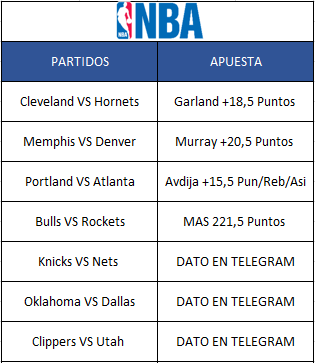 NBA NBA
PARTIDOS APUESTA
Cleveland VS Hornets Garland +18,5 Puntos
Memphis VS Denver Murray +20,5 Puntos
Portland VS Atlanta Avdija +15,5 Pun/Reb/Asi
Bulls VS Rockets MAS 221,5 Puntos
Knicks VS Nets DATO EN TELEGRAM
Oklahoma VS Dallas DATO EN TELEGRAM
Clippers VS Utah DATO EN TELEGRAM